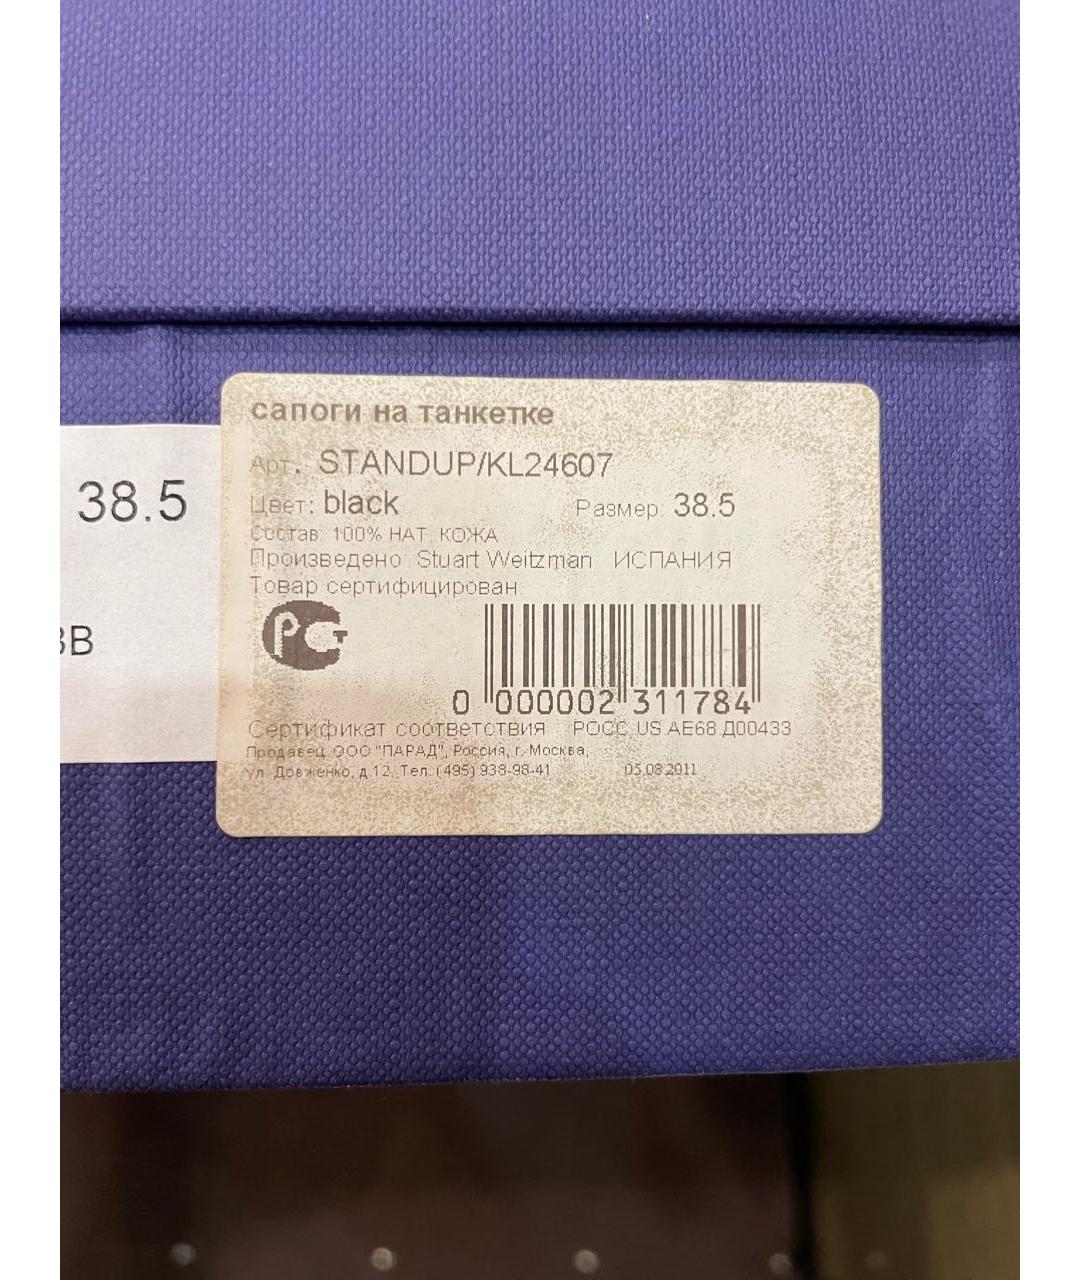 сапоги на танкетке
Арт. STANDUP/KL24607
Цвет: black Размер: 38.5
Состав: 100% НАТ. КОЖА
Произведено: Stuart Weitzman ИСПАНИЯ
Товар сертифицирован.
РСТ
0 000002 311784
Сертификат соответствия РОСС US.АЕ68.Д00433
Продавец: ООО "ПАРАД", Россия, г. Москва,
ул. Довженко, д.12, Тел. (495) 938-98-41 05.08.2011
38.5
BB